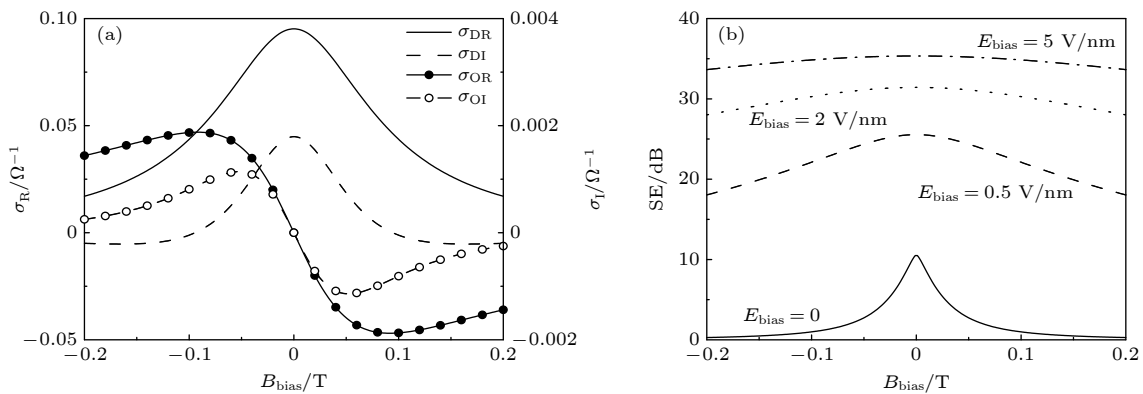 (a)
σDR
σDI
σOR
σOI
0.10
0.05
0
−0.05
σR/Ω−1
0.004
0.002
0
−0.002
σI/Ω−1
−0.2
−0.1
0
0.1
0.2
Bbias/T
(b)
Ebias = 5 V/nm
Ebias = 2 V/nm
Ebias = 0.5 V/nm
Ebias = 0
40
30
20
10
0
SE/dB
−0.2
−0.1
0
0.1
0.2
Bbias/T